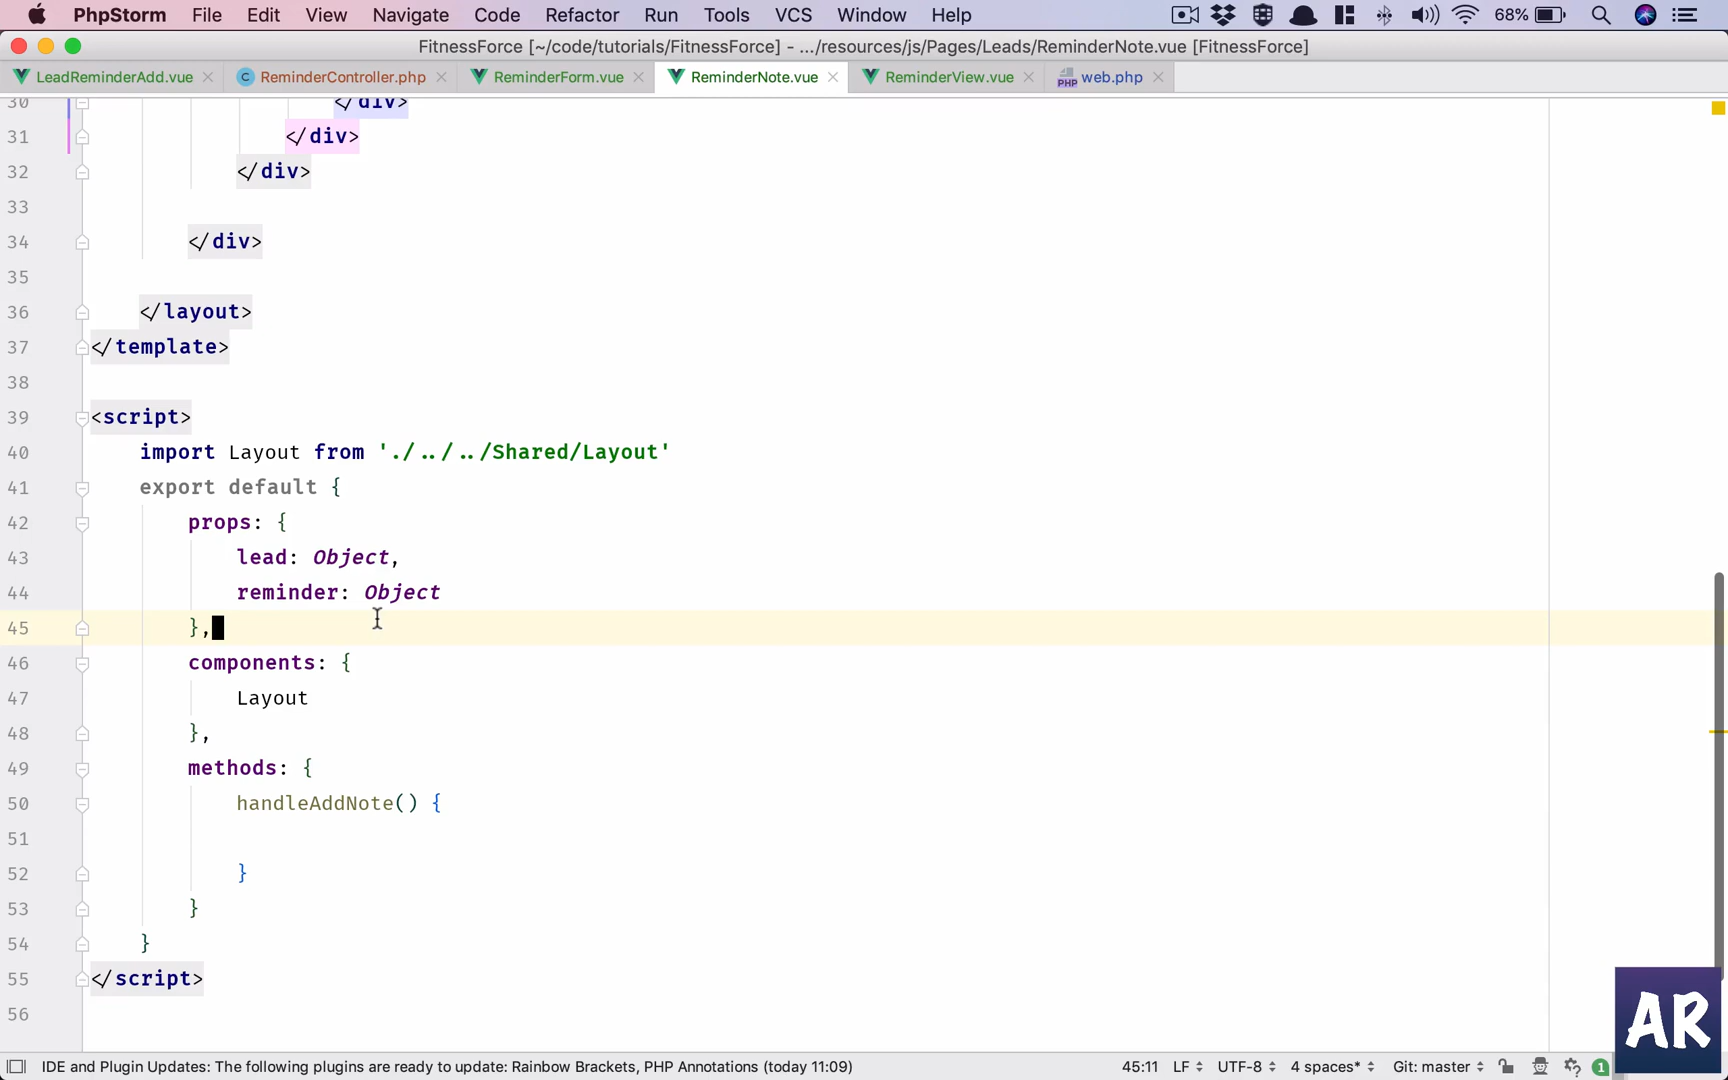 PhpStorm File Edit View Navigate Code Refactor Run Tools VCS Window Help 68%
FitnessForce [~/code/tutorials/FitnessForce] - .../resources/js/Pages/Leads/ReminderNote.vue [FitnessForce]
LeadReminderAdd.vue ReminderController.php ReminderForm.vue ReminderNote.vue ReminderView.vue web.php
30 </div>
31 </div>
32 </div>
33
34 </div>
35
36 </layout>
37 </template>
38
39 <script>
40 import Layout from './../../Shared/Layout'
41 export default {
42 props: {
43 lead: Object,
44 reminder: Object
45 },
46 components: {
47 Layout
48 },
49 methods: {
50 handleAddNote() {
51
52 }
53 }
54 }
55 </script>
56
AR
IDE and Plugin Updates: The following plugins are ready to update: Rainbow Brackets, PHP Annotations (today 11:09) 45:11 LF UTF-8 4 spaces* Git: master 1